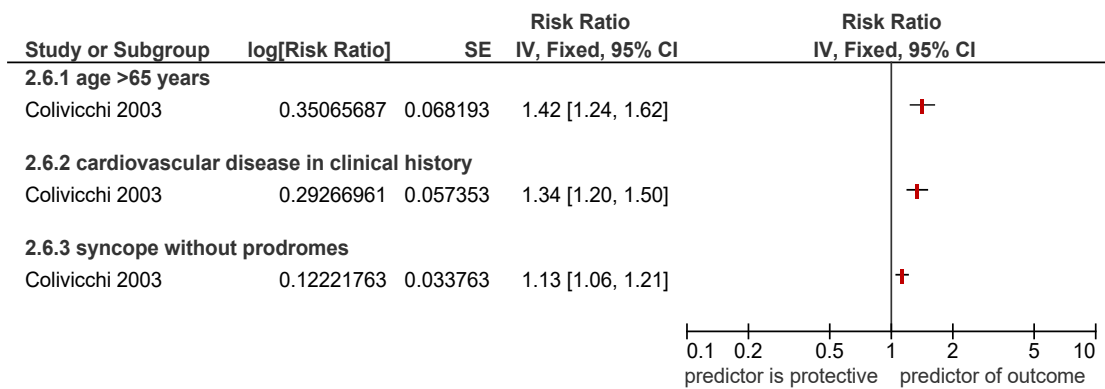 Risk Ratio Risk Ratio
Study or Subgroup log[Risk Ratio] SE IV, Fixed, 95% CI IV, Fixed, 95% CI
2.6.1 age >65 years
Colivicchi 2003 0.35065687 0.068193 1.42 [1.24, 1.62]
2.6.2 cardiovascular disease in clinical history
Colivicchi 2003 0.29266961 0.057353 1.34 [1.20, 1.50]
2.6.3 syncope without prodromes
Colivicchi 2003 0.12221763 0.033763 1.13 [1.06, 1.21]
0.1 0.2 0.5 1 2 5 10
predictor is protective predictor of outcome